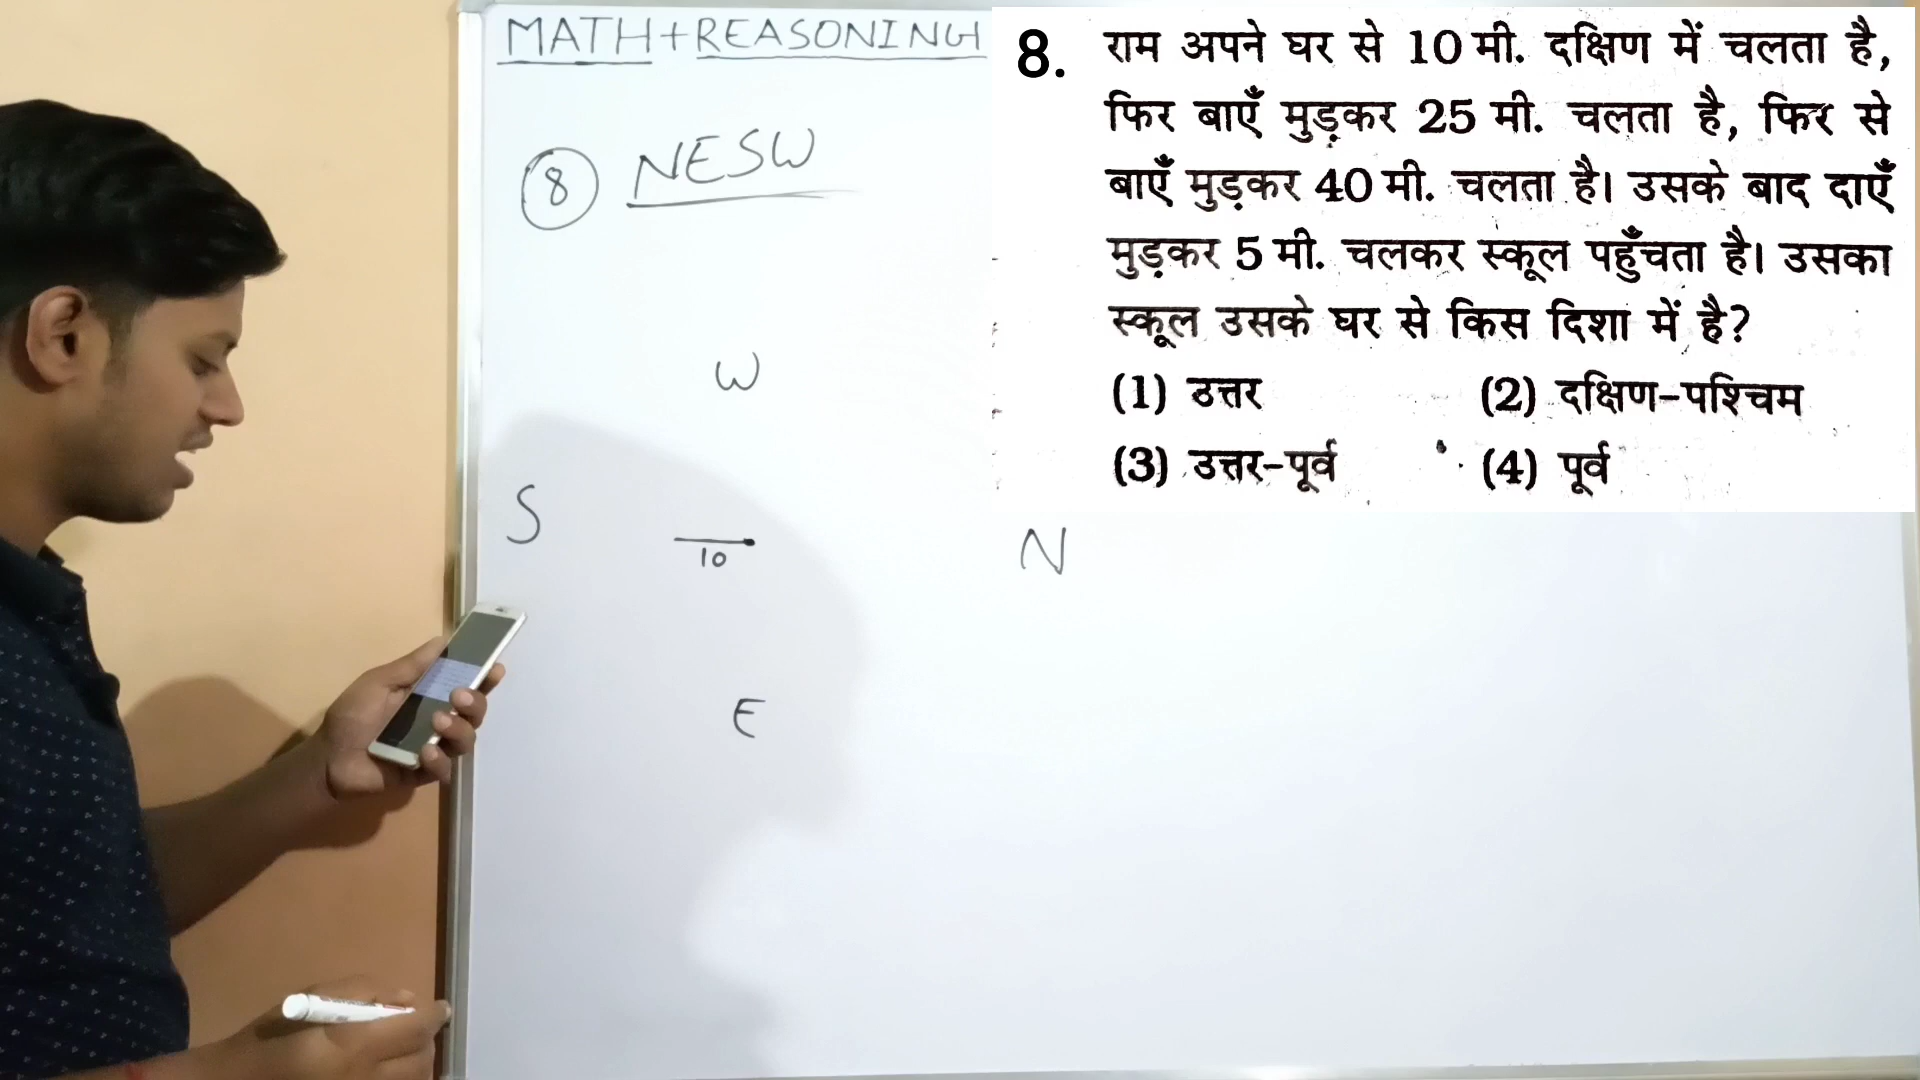 MATH+REASONING
8 NESW
W
S
10
N
E
8. राम अपने घर से 10 मी. दक्षिण में चलता है,
फिर बाएँ मुड़कर 25 मी. चलता है, फिर से
बाएँ मुड़कर 40 मी. चलता है। उसके बाद दाएँ
मुड़कर 5 मी. चलकर स्कूल पहुँचता है। उसका
स्कूल उसके घर से किस दिशा में है?
(1) उत्तर (2) दक्षिण-पश्चिम
(3) उत्तर-पूर्व (4) पूर्व